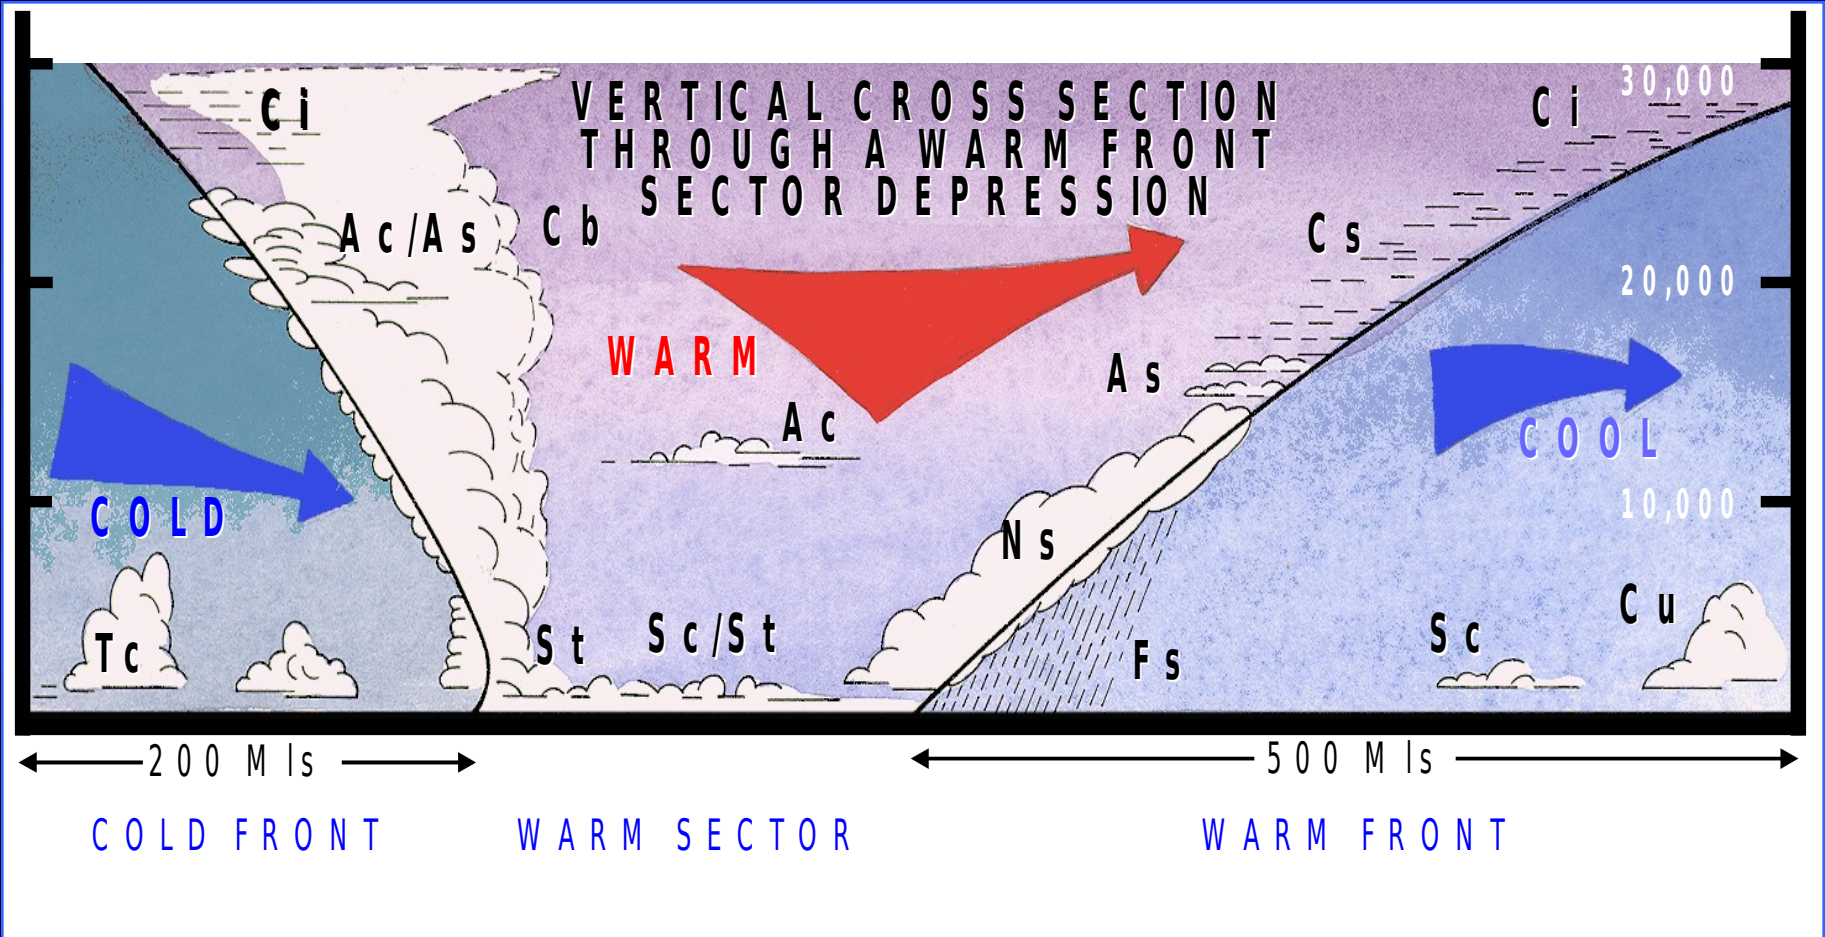 VERTICAL CROSS SECTION
THROUGH A WARM FRONT
SECTOR DEPRESSION
Ci
Ac/As
Cb
Ci
30,000
Cs
20,000
WARM
As
Ac
COOL
COLD
10,000
Ns
Tc
St
Sc/St
Fs
Sc
Cu
200 Mls
500 Mls
COLD FRONT
WARM SECTOR
WARM FRONT